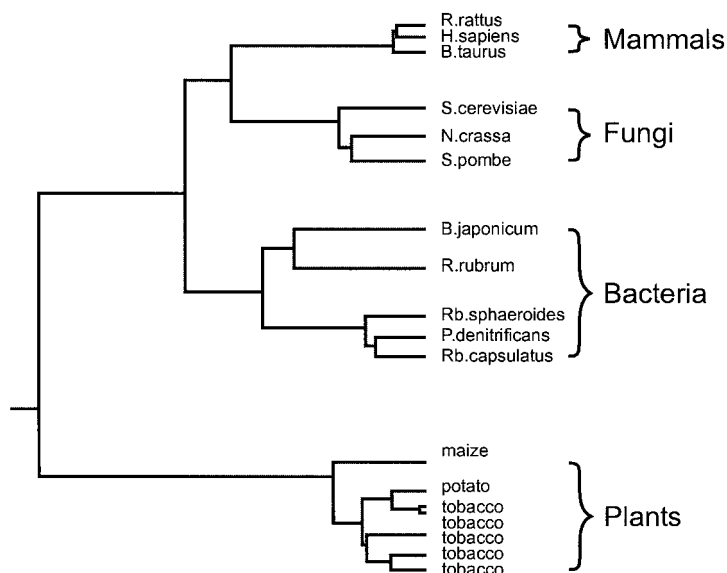 R.rattus
H.sapiens
B.taurus
Mammals
S.cerevisiae
N.crassa
S.pombe
Fungi
B.japonicum
R.rubrum
Rb.sphaeroides
P.denitrificans
Rb.capsulatus
Bacteria
maize
potato
tobacco
tobacco
tobacco
tobacco
tobacco
Plants